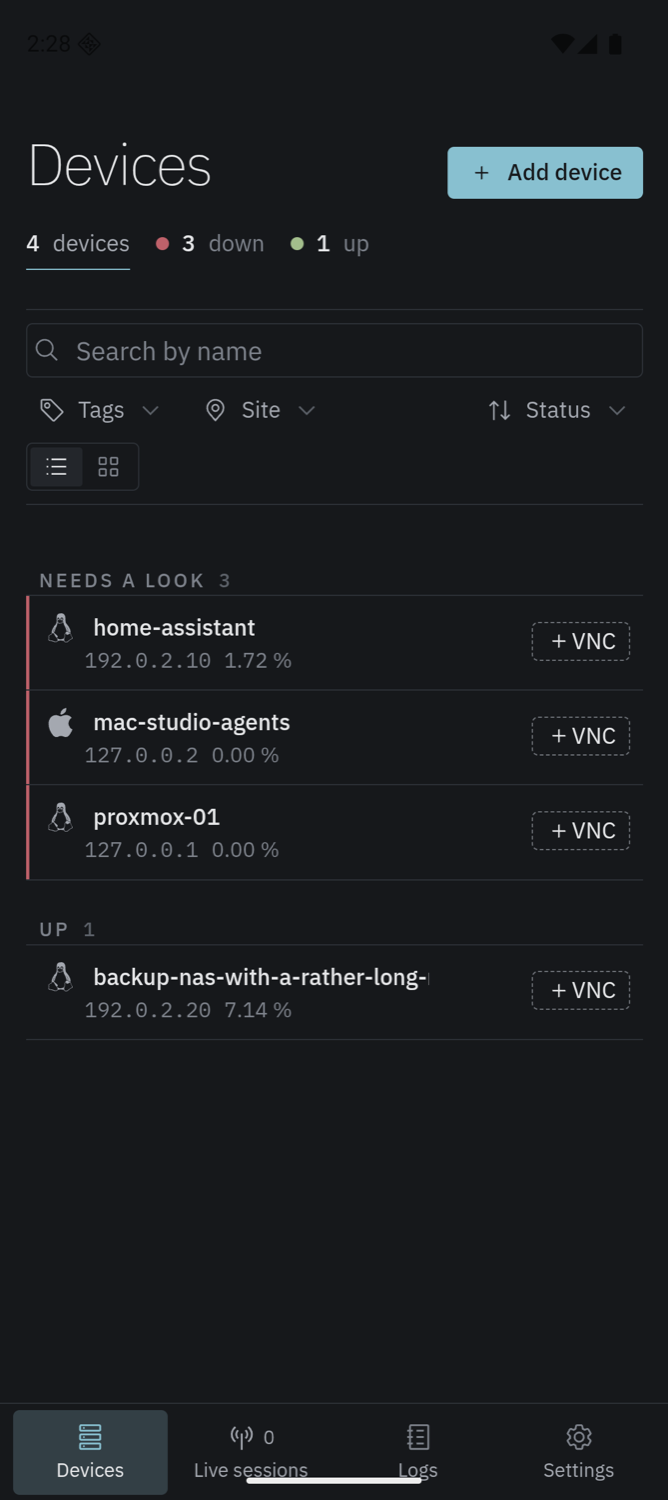 2:28
Devices
+ Add device
4 devices 3 down 1 up
Search by name
Tags Site Status
NEEDS A LOOK 3
home-assistant
192.0.2.10 1.72 %
+ VNC
mac-studio-agents
127.0.0.2 0.00 %
+ VNC
proxmox-01
127.0.0.1 0.00 %
+ VNC
UP 1
backup-nas-with-a-rather-long-
192.0.2.20 7.14 %
+ VNC
0
Devices Live sessions Logs Settings